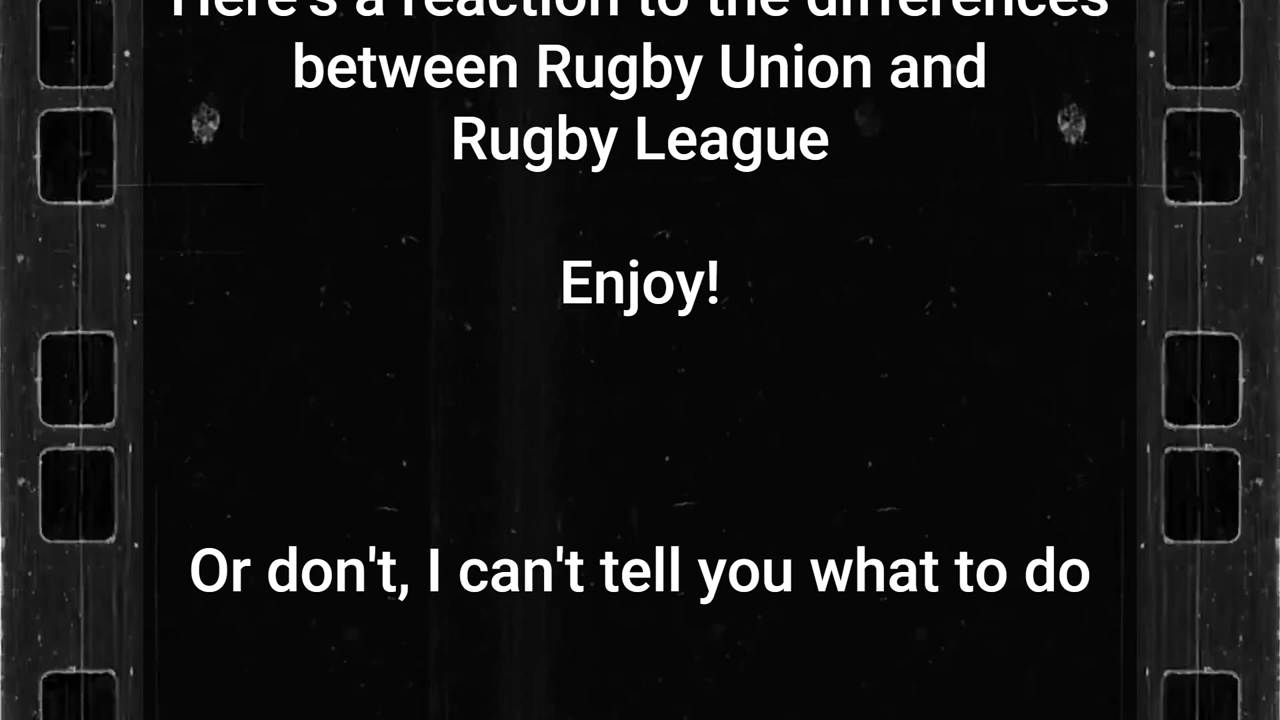 Here's a reaction to the differences
between Rugby Union and
Rugby League
Enjoy!
Or don't, I can't tell you what to do